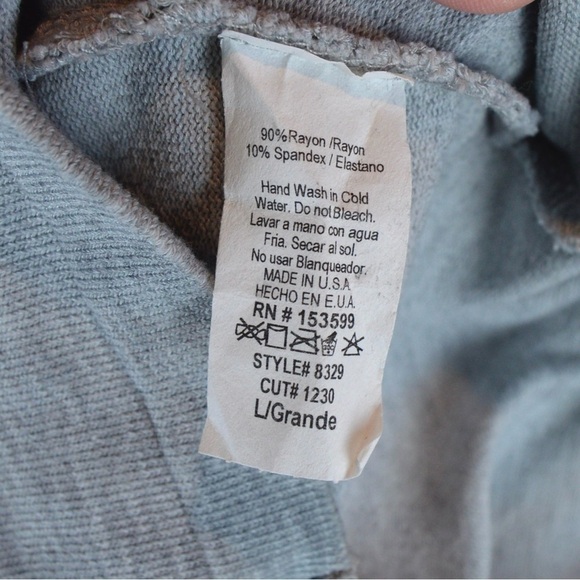 90%Rayon/Rayon
10% Spandex/Elastano
Hand Wash in Cold
Water. Do not Bleach.
Lavar a mano con agua
Fria. Secar al sol.
No usar Blanqueador.
MADE IN U.S.A
HECHO EN E.U.A.
RN # 153599
STYLE# 8329
CUT# 1230
L/Grande